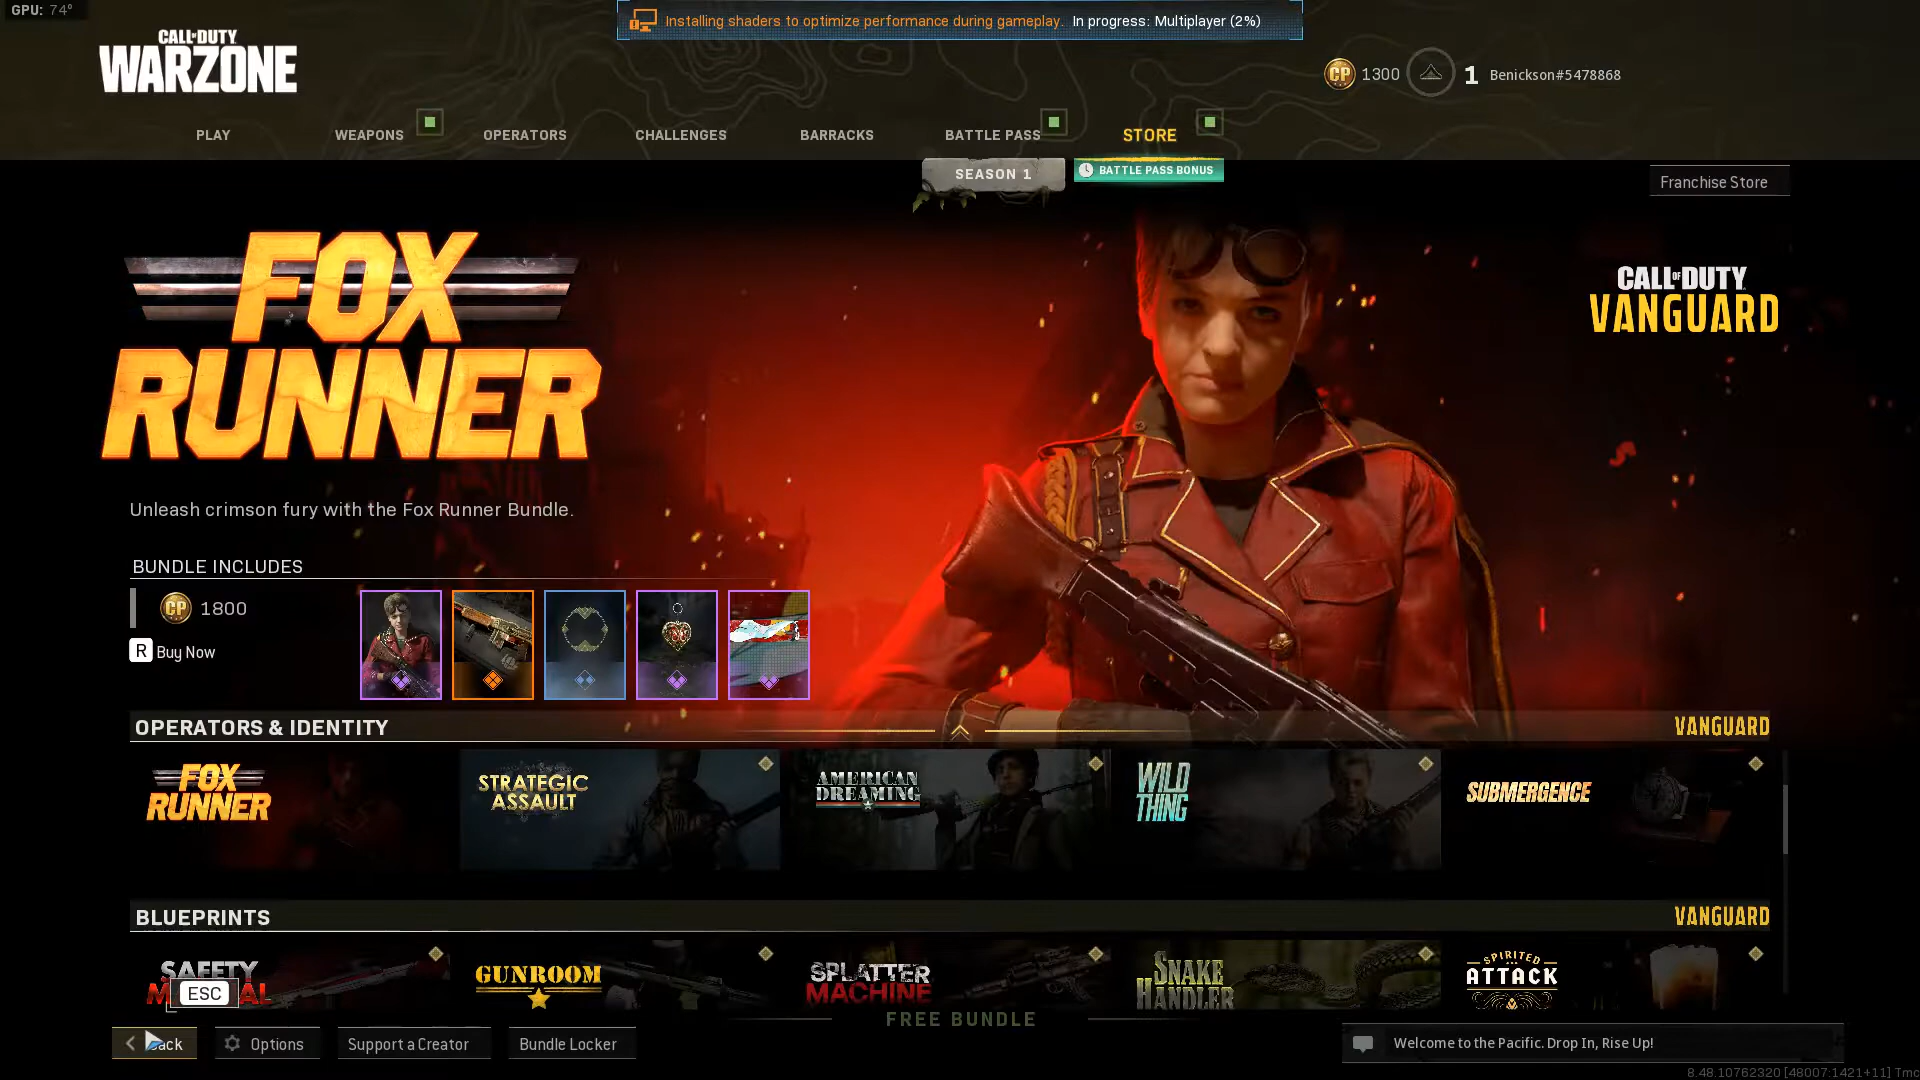 GPU: 74°
Installing shaders to optimize performance during gameplay. In progress: Multiplayer (2%)
CALL OF DUTY
WARZONE
CP 1300
1 Benickson#5478868
PLAY
WEAPONS
OPERATORS
CHALLENGES
BARRACKS
BATTLE PASS
STORE
SEASON 1
BATTLE PASS BONUS
Franchise Store
FOX
RUNNER
CALL OF DUTY
VANGUARD
Unleash crimson fury with the Fox Runner Bundle.
BUNDLE INCLUDES
CP 1800
R Buy Now
OPERATORS & IDENTITY
VANGUARD
FOX
RUNNER
STRATEGIC
ASSAULT
AMERICAN
DREAMING
WILD
THING
SUBMERGENCE
BLUEPRINTS
VANGUARD
SAFETY
ESC
GUNROOM
SPLATTER
MACHINE
SNAKE
HANDLER
SPIRITED
ATTACK
FREE BUNDLE
Options
Support a Creator
Bundle Locker
Welcome to the Pacific. Drop In, Rise Up!
8.48.10762320 [48007:1421+11] Tmc